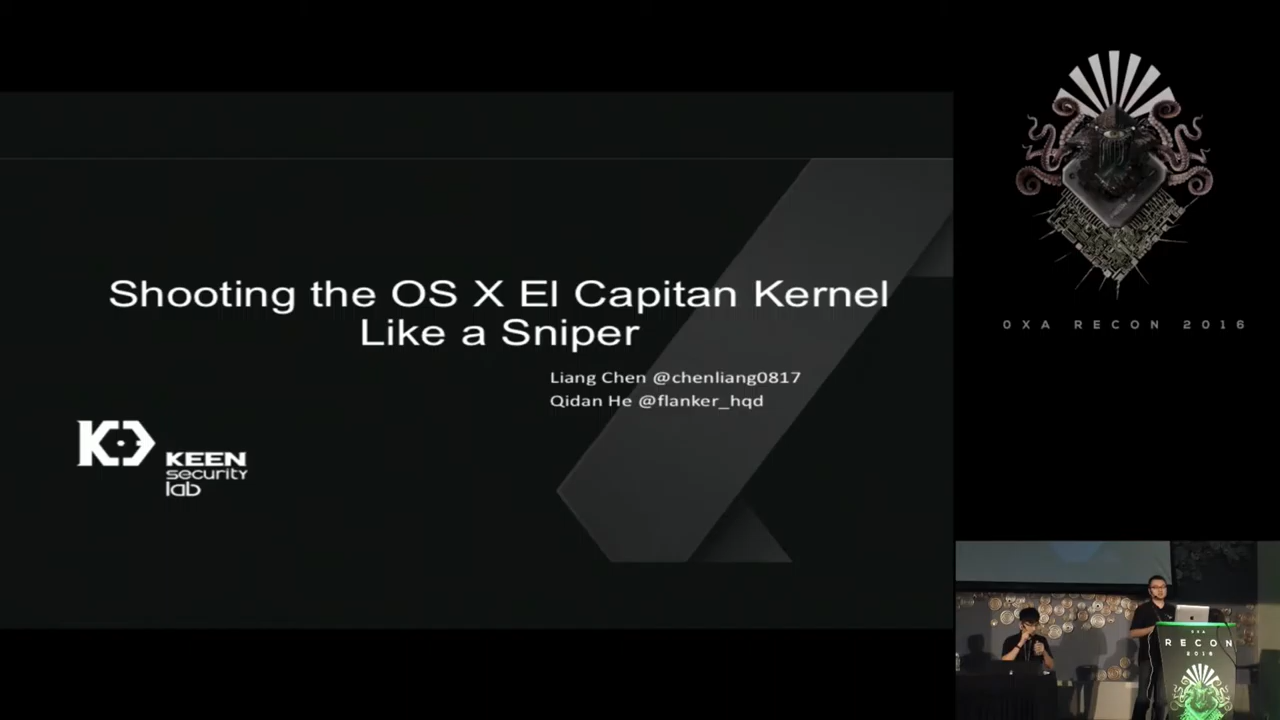 Shooting the OS X El Capitan Kernel
Like a Sniper
Liang Chen @chenliang0817
Qidan He @flanker_hqd
KEEN
security
lab
0XA RECON 2016
0XA
RECON
2016